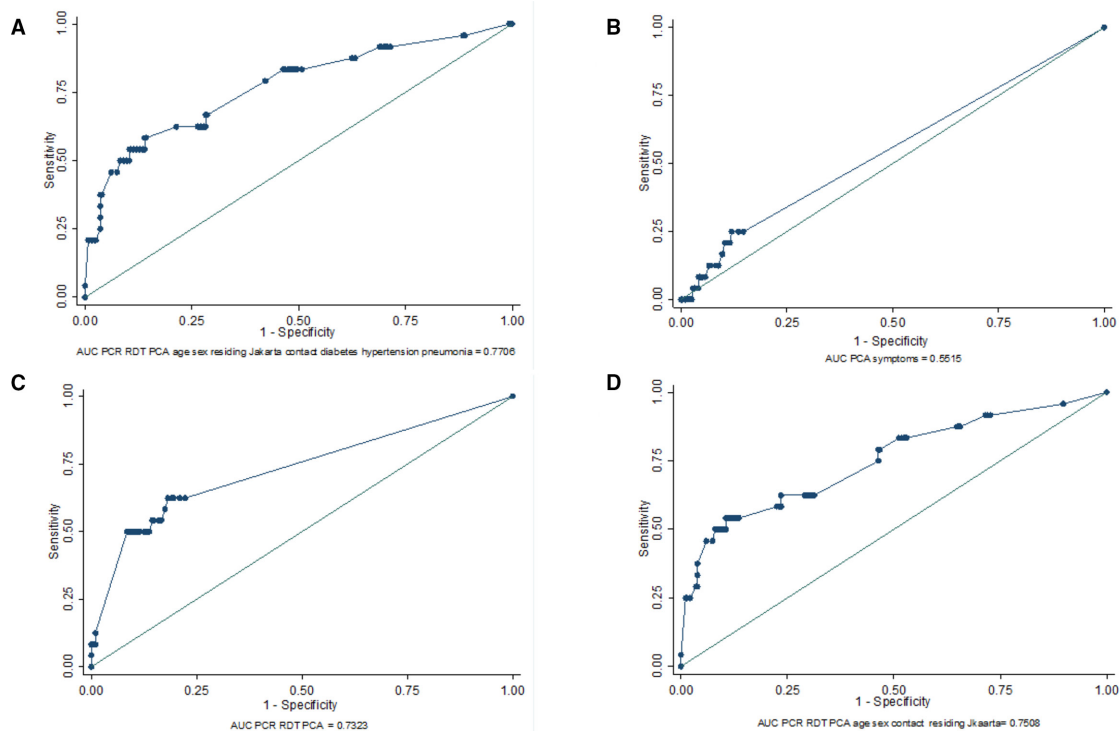 A
Sensitivity
1.00
0.75
0.50
0.25
0.00
0.00 0.25 0.50 0.75 1.00
1 - Specificity
AUC PCR RDT PCA age sex residing Jakarta contact diabetes hypertension pneumonia = 0.7706
B
Sensitivity
1.00
0.75
0.50
0.25
0.00
0.00 0.25 0.50 0.75 1.00
1 - Specificity
AUC PCA symptoms = 0.5515
C
Sensitivity
1.00
0.75
0.50
0.25
0.00
0.00 0.25 0.50 0.75 1.00
1 - Specificity
AUC PCR RDT PCA = 0.7323
D
Sensitivity
1.00
0.75
0.50
0.25
0.00
0.00 0.25 0.50 0.75 1.00
1 - Specificity
AUC PCR RDT PCA age sex contact residing Jkaarta= 0.7508